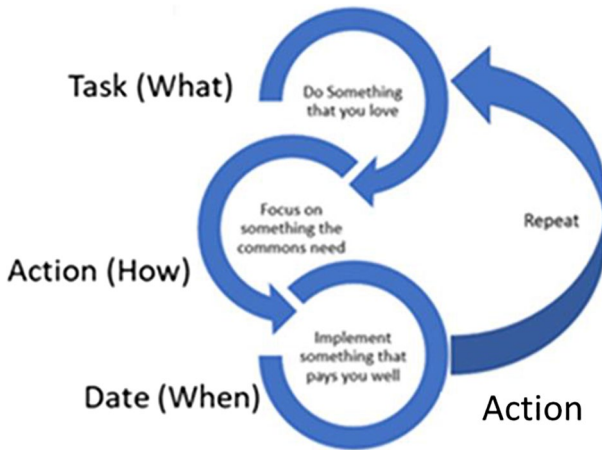 Task (What)
Do Something
that you love
Focus on
something the
commons need
Repeat
Action (How)
Implement
something that
pays you well
Date (When)
Action